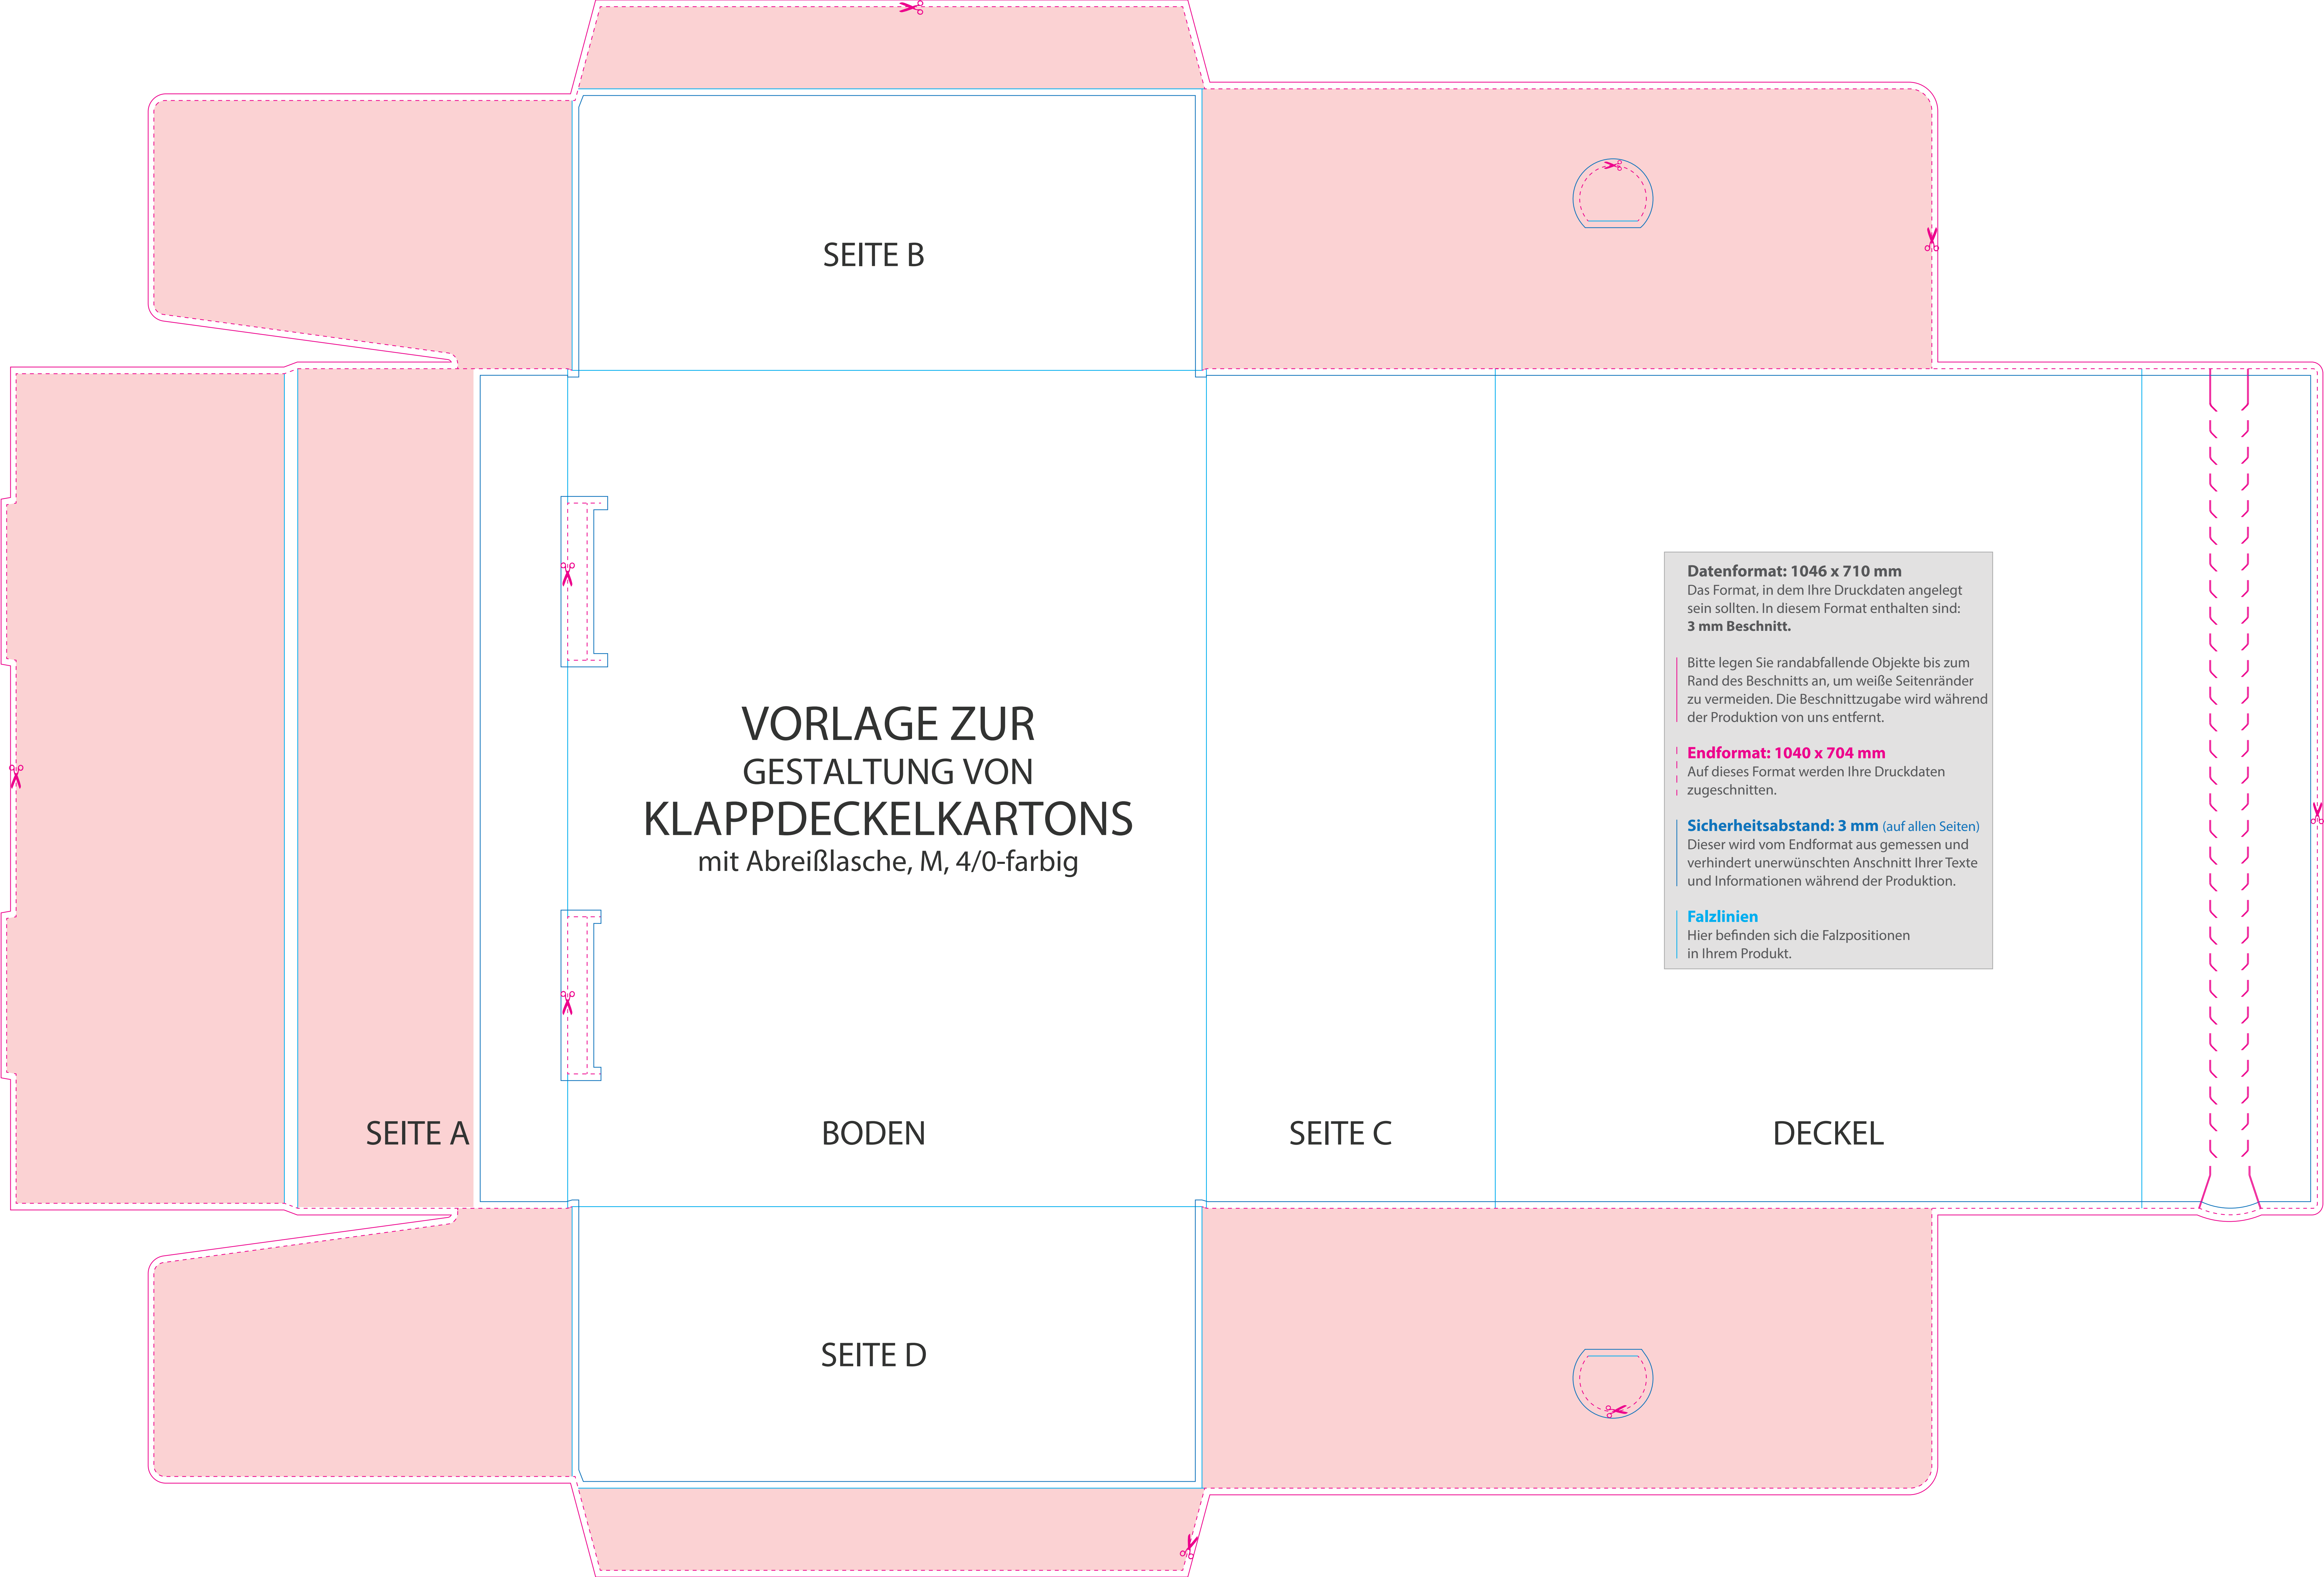 SEITE B
VORLAGE ZUR
GESTALTUNG VON
KLAPPDECKELKARTONS
mit Abreißlasche, M, 4/0-farbig
Datenformat: 1046 x 710 mm
Das Format, in dem Ihre Druckdaten angelegt
sein sollten. In diesem Format enthalten sind:
3 mm Beschnitt.
Bitte legen Sie randabfallende Objekte bis zum
Rand des Beschnitts an, um weiße Seitenränder
zu vermeiden. Die Beschnittzugabe wird während
der Produktion von uns entfernt.
Endformat: 1040 x 704 mm
Auf dieses Format werden Ihre Druckdaten
zugeschnitten.
Sicherheitsabstand: 3 mm (auf allen Seiten)
Dieser wird vom Endformat aus gemessen und
verhindert unerwünschten Anschnitt Ihrer Texte
und Informationen während der Produktion.
Falzlinien
Hier befinden sich die Falzpositionen
in Ihrem Produkt.
SEITE A
BODEN
SEITE C
DECKEL
SEITE D